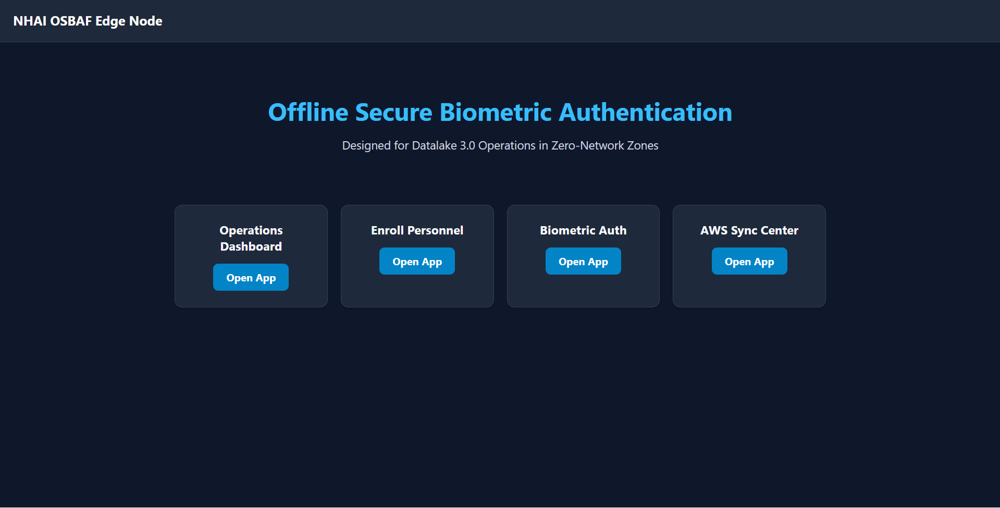 NHAI OSBAF Edge Node
Offline Secure Biometric Authentication
Designed for Datalake 3.0 Operations in Zero-Network Zones
Operations
Dashboard
Open App
Enroll Personnel
Open App
Biometric Auth
Open App
AWS Sync Center
Open App